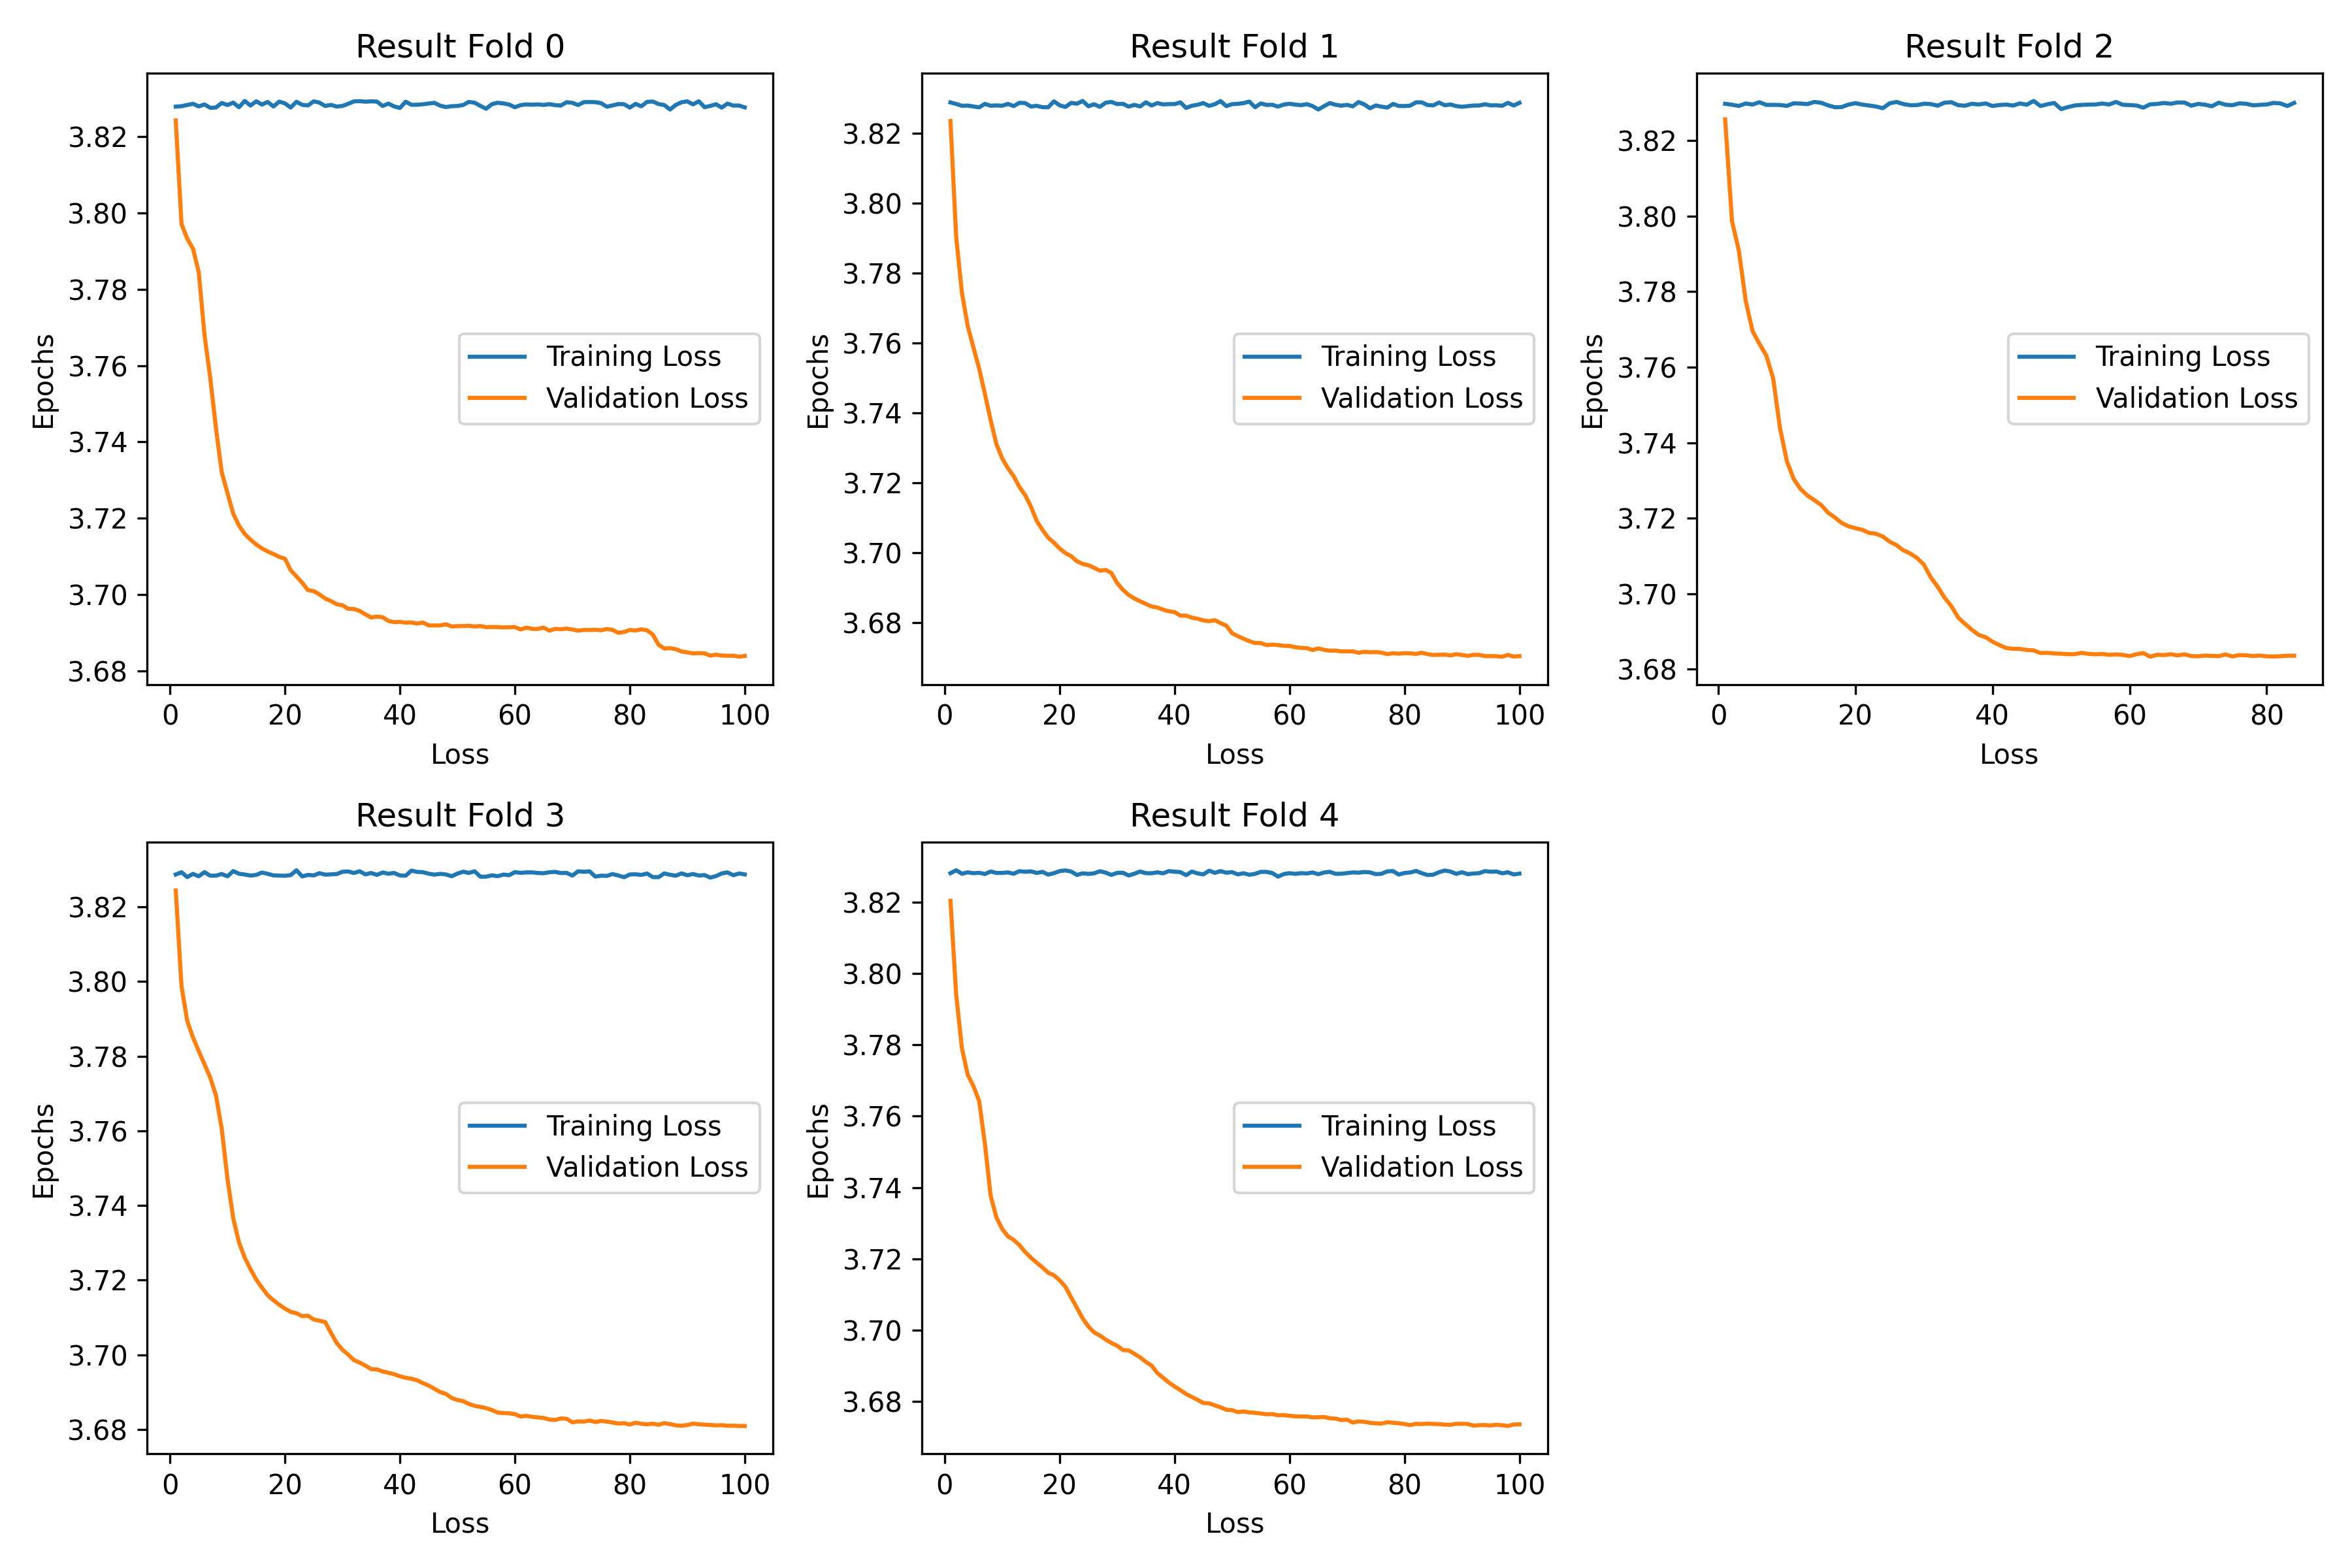 Result Fold 0
3.82
3.80
3.78
3.76
3.74
3.72
3.70
3.68
Epochs
Training Loss
Validation Loss
0 20 40 60 80 100
Loss
Result Fold 1
3.82
3.80
3.78
3.76
3.74
3.72
3.70
3.68
Epochs
Training Loss
Validation Loss
0 20 40 60 80 100
Loss
Result Fold 2
3.82
3.80
3.78
3.76
3.74
3.72
3.70
3.68
Epochs
Training Loss
Validation Loss
0 20 40 60 80
Loss
Result Fold 3
3.82
3.80
3.78
3.76
3.74
3.72
3.70
3.68
Epochs
Training Loss
Validation Loss
0 20 40 60 80 100
Loss
Result Fold 4
3.82
3.80
3.78
3.76
3.74
3.72
3.70
3.68
Epochs
Training Loss
Validation Loss
0 20 40 60 80 100
Loss